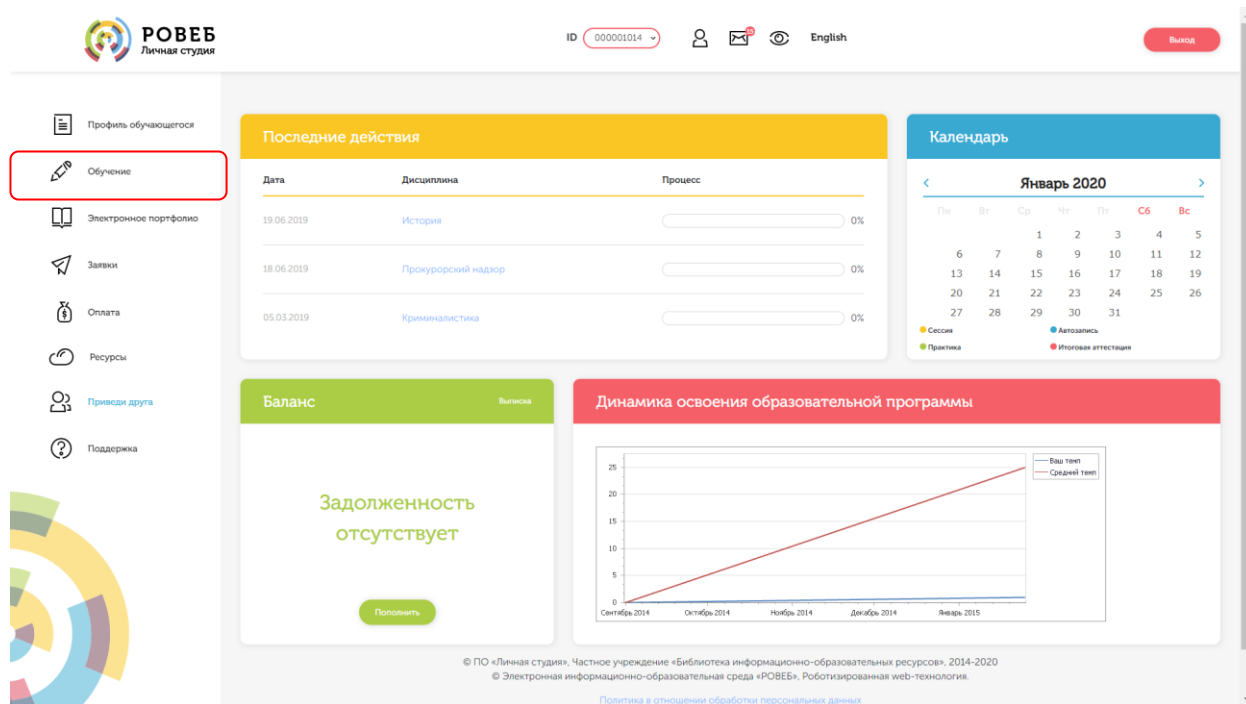 РОВЕБ
Личная студия
ID 000001014
15
English
Выход
Профиль обучающегося
Обучение
Электронное портфолио
Заявки
Оплата
Ресурсы
Приведи друга
Поддержка
Последние действия
Дата Дисциплина Процесс
19.06.2019 История 0%
18.06.2019 Прокурорский надзор 0%
05.03.2019 Криминалистика 0%
Календарь
Январь 2020
Пн Вт Ср Чт Пт Сб Вс
1 2 3 4 5
6 7 8 9 10 11 12
13 14 15 16 17 18 19
20 21 22 23 24 25 26
27 28 29 30 31
Сессия Автозапись
Практика Итоговая аттестация
Баланс Выписка
Задолженность
отсутствует
Пополнить
Динамика освоения образовательной программы
25
20
15
10
5
0
Сентябрь 2014 Октябрь 2014 Ноябрь 2014 Декабрь 2014 Январь 2015
Ваш темп
Средний темп
© ПО «Личная студия», Частное учреждение «Библиотека информационно-образовательных ресурсов», 2014-2020
© Электронная информационно-образовательная среда «РОВЕБ», Роботизированная web-технология.
Политика в отношении обработки персональных данных